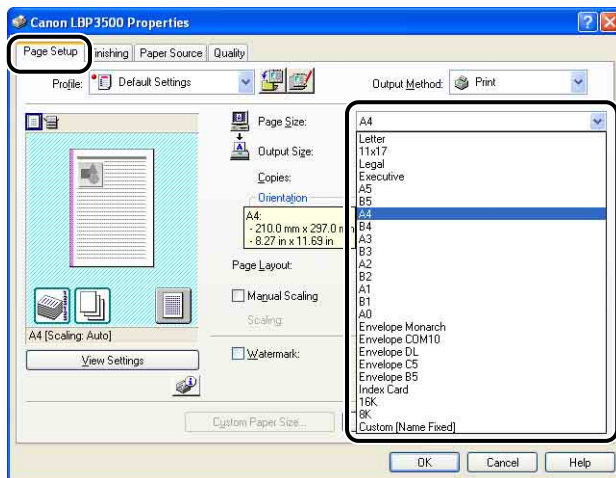 Canon LBP3500 Properties
Page Setup Finishing Paper Source Quality
Profile: Default Settings Output Method: Print
Page Size: A4
Output Size:
Copies:
Orientation
A4:
- 210.0 mm x 297.0 m
- 8.27 in x 11.69 in
Page Layout:
Manual Scaling
Scaling:
Watermark:
A4 [Scaling: Auto]
View Settings
Custom Paper Size...
Letter
11x17
Legal
Executive
A5
B5
A4
B4
A3
B3
A2
B2
A1
B1
A0
Envelope Monarch
Envelope COM10
Envelope DL
Envelope C5
Envelope B5
Index Card
16K
8K
Custom [Name Fixed]
OK Cancel Help